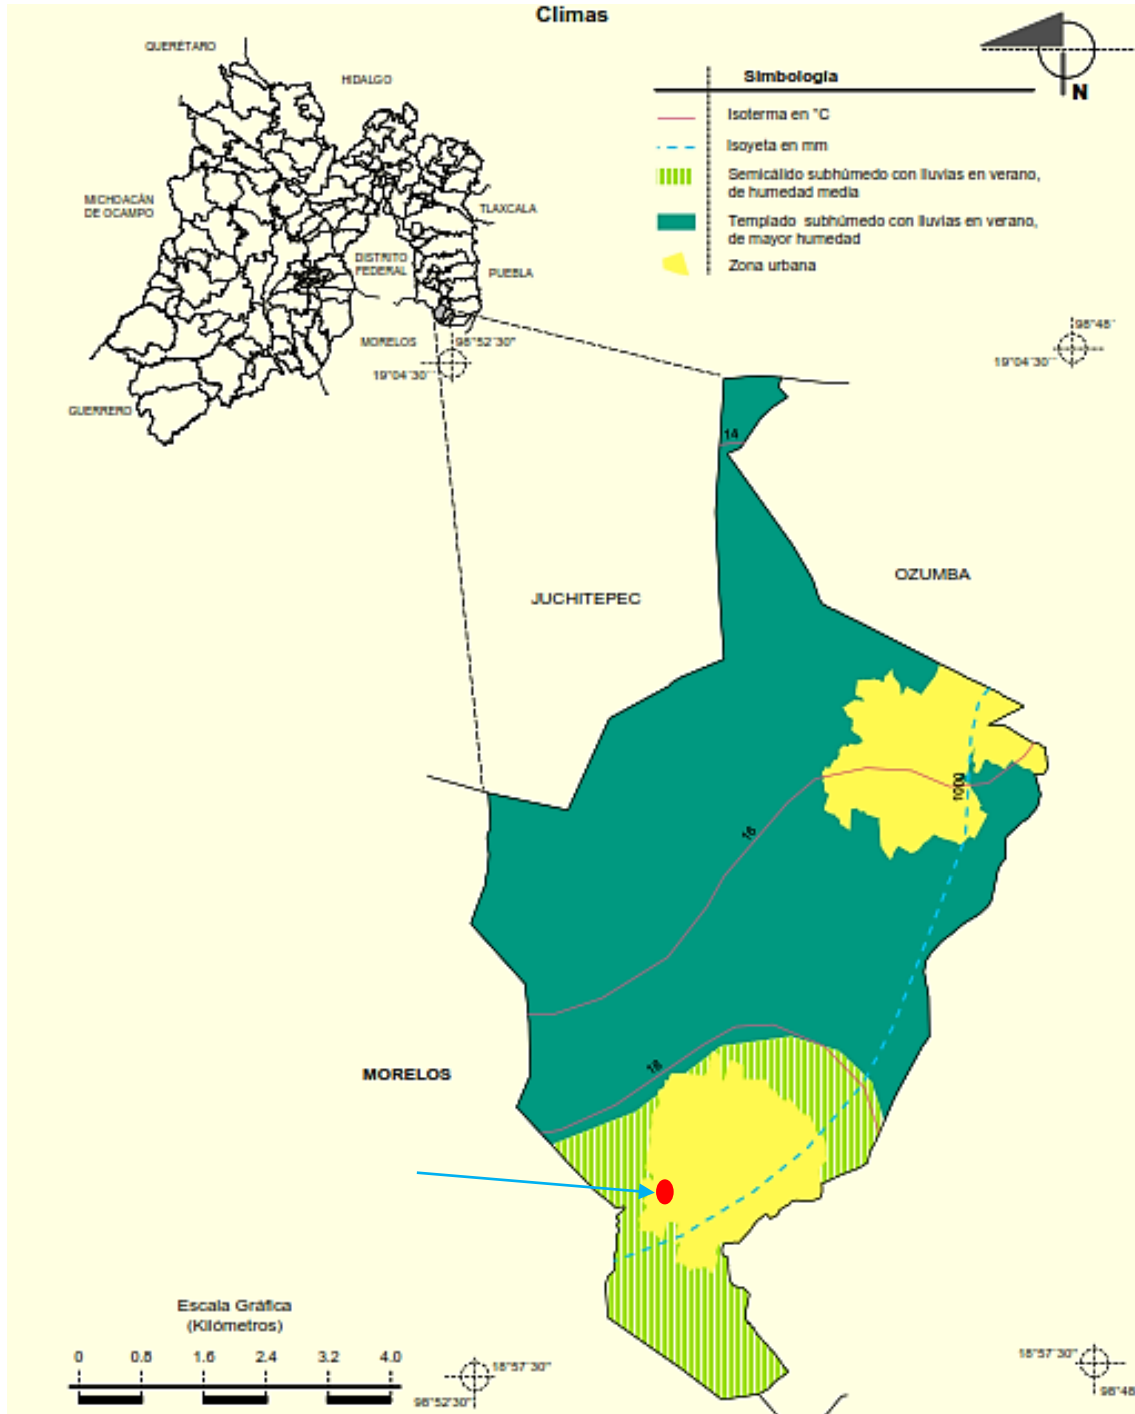 Climas
QUERÉTARO
HIDALGO
MICHOACÁN
DE OCAMPO
TLAXCALA
DISTRITO
FEDERAL
PUEBLA
MORELOS
GUERRERO
N
Simbología
Isoterma en °C
Isoyeta en mm
Semicálido subhúmedo con lluvias en verano,
de humedad media
Templado subhúmedo con lluvias en verano,
de mayor humedad
Zona urbana
98°52'30"
19°04'30"
98°48'
19°04'30"
14
JUCHITEPEC
OZUMBA
1000
16
18
MORELOS
Escala Gráfica
(Kilómetros)
0 0.8 1.6 2.4 3.2 4.0
18°57'30"
98°52'30"
18°57'30"
98°48'